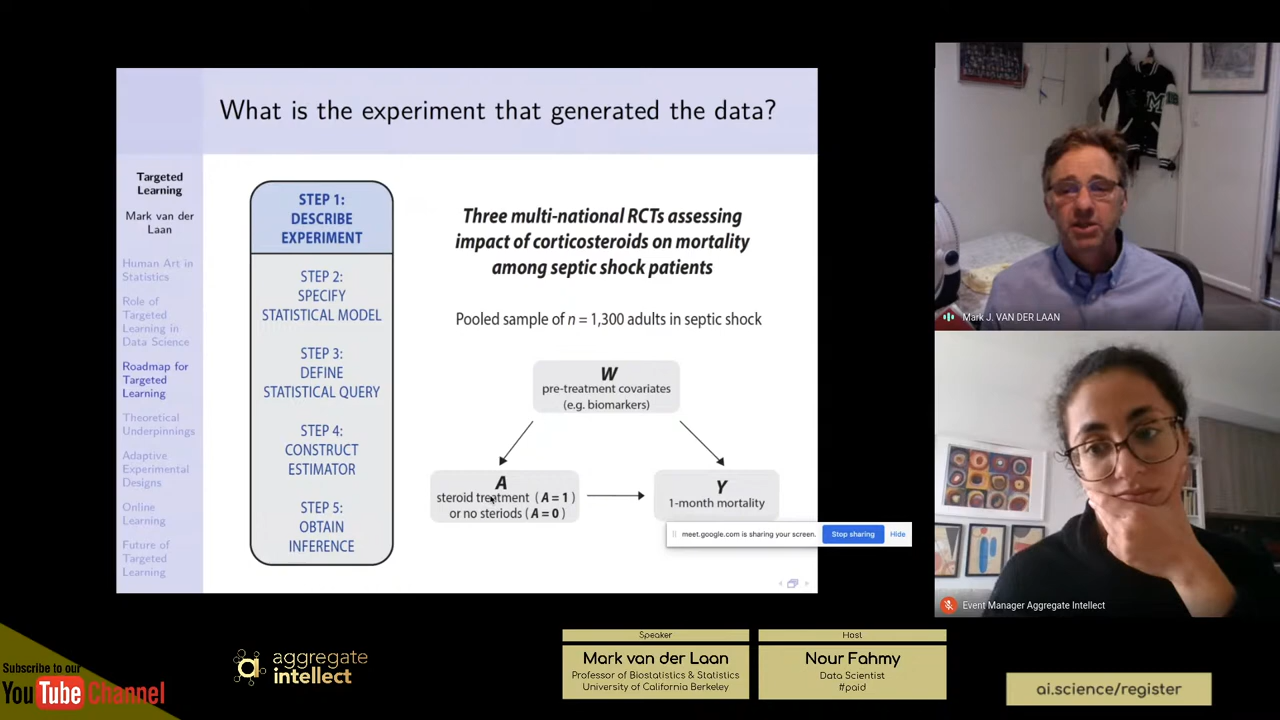 What is the experiment that generated the data?
Targeted
Learning
Mark van der
Laan
Human Art in
Statistics
Role of
Targeted
Learning in
Data Science
Roadmap for
Targeted
Learning
Theoretical
Underpinnings
Adaptive
Experimental
Designs
Online
Learning
Future of
Targeted
Learning
STEP 1:
DESCRIBE
EXPERIMENT
STEP 2:
SPECIFY
STATISTICAL MODEL
STEP 3:
DEFINE
STATISTICAL QUERY
STEP 4:
CONSTRUCT
ESTIMATOR
STEP 5:
OBTAIN
INFERENCE
Three multi-national RCTs assessing
impact of corticosteroids on mortality
among septic shock patients
Pooled sample of n = 1,300 adults in septic shock
W
pre-treatment covariates
(e.g. biomarkers)
A
steroid treatment ( A = 1 )
or no steriods ( A = 0 )
Y
1-month mortality
meet.google.com is sharing your screen.
Stop sharing
Hide
M
Mark J. VAN DER LAAN
Event Manager Aggregate Intellect
Subscribe to our
YouTube Channel
a
aggregate
intellect
Speaker
Mark van der Laan
Professor of Biostatistics & Statistics
University of California Berkeley
Host
Nour Fahmy
Data Scientist
#paid
ai.science/register